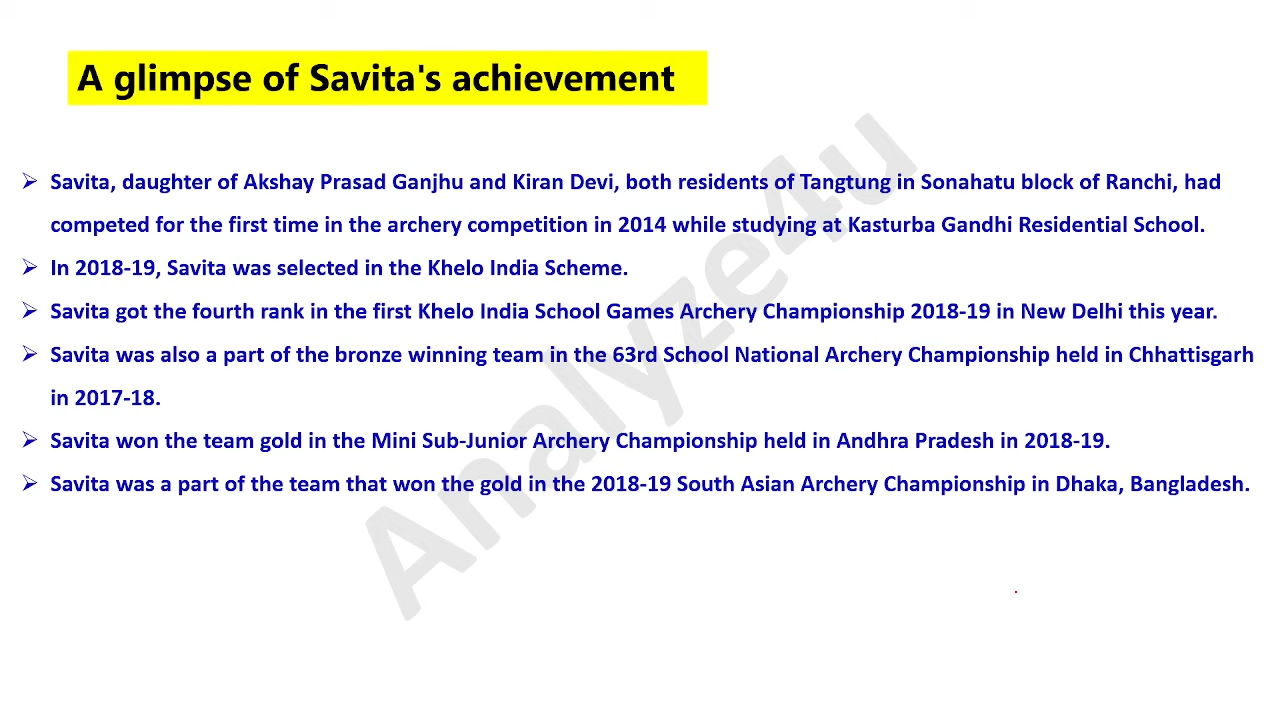 A glimpse of Savita's achievement
Savita, daughter of Akshay Prasad Ganjhu and Kiran Devi, both residents of Tangtung in Sonahatu block of Ranchi, had
competed for the first time in the archery competition in 2014 while studying at Kasturba Gandhi Residential School.
In 2018-19, Savita was selected in the Khelo India Scheme.
Savita got the fourth rank in the first Khelo India School Games Archery Championship 2018-19 in New Delhi this year.
Savita was also a part of the bronze winning team in the 63rd School National Archery Championship held in Chhattisgarh
in 2017-18.
Savita won the team gold in the Mini Sub-Junior Archery Championship held in Andhra Pradesh in 2018-19.
Savita was a part of the team that won the gold in the 2018-19 South Asian Archery Championship in Dhaka, Bangladesh.
Analyze4u